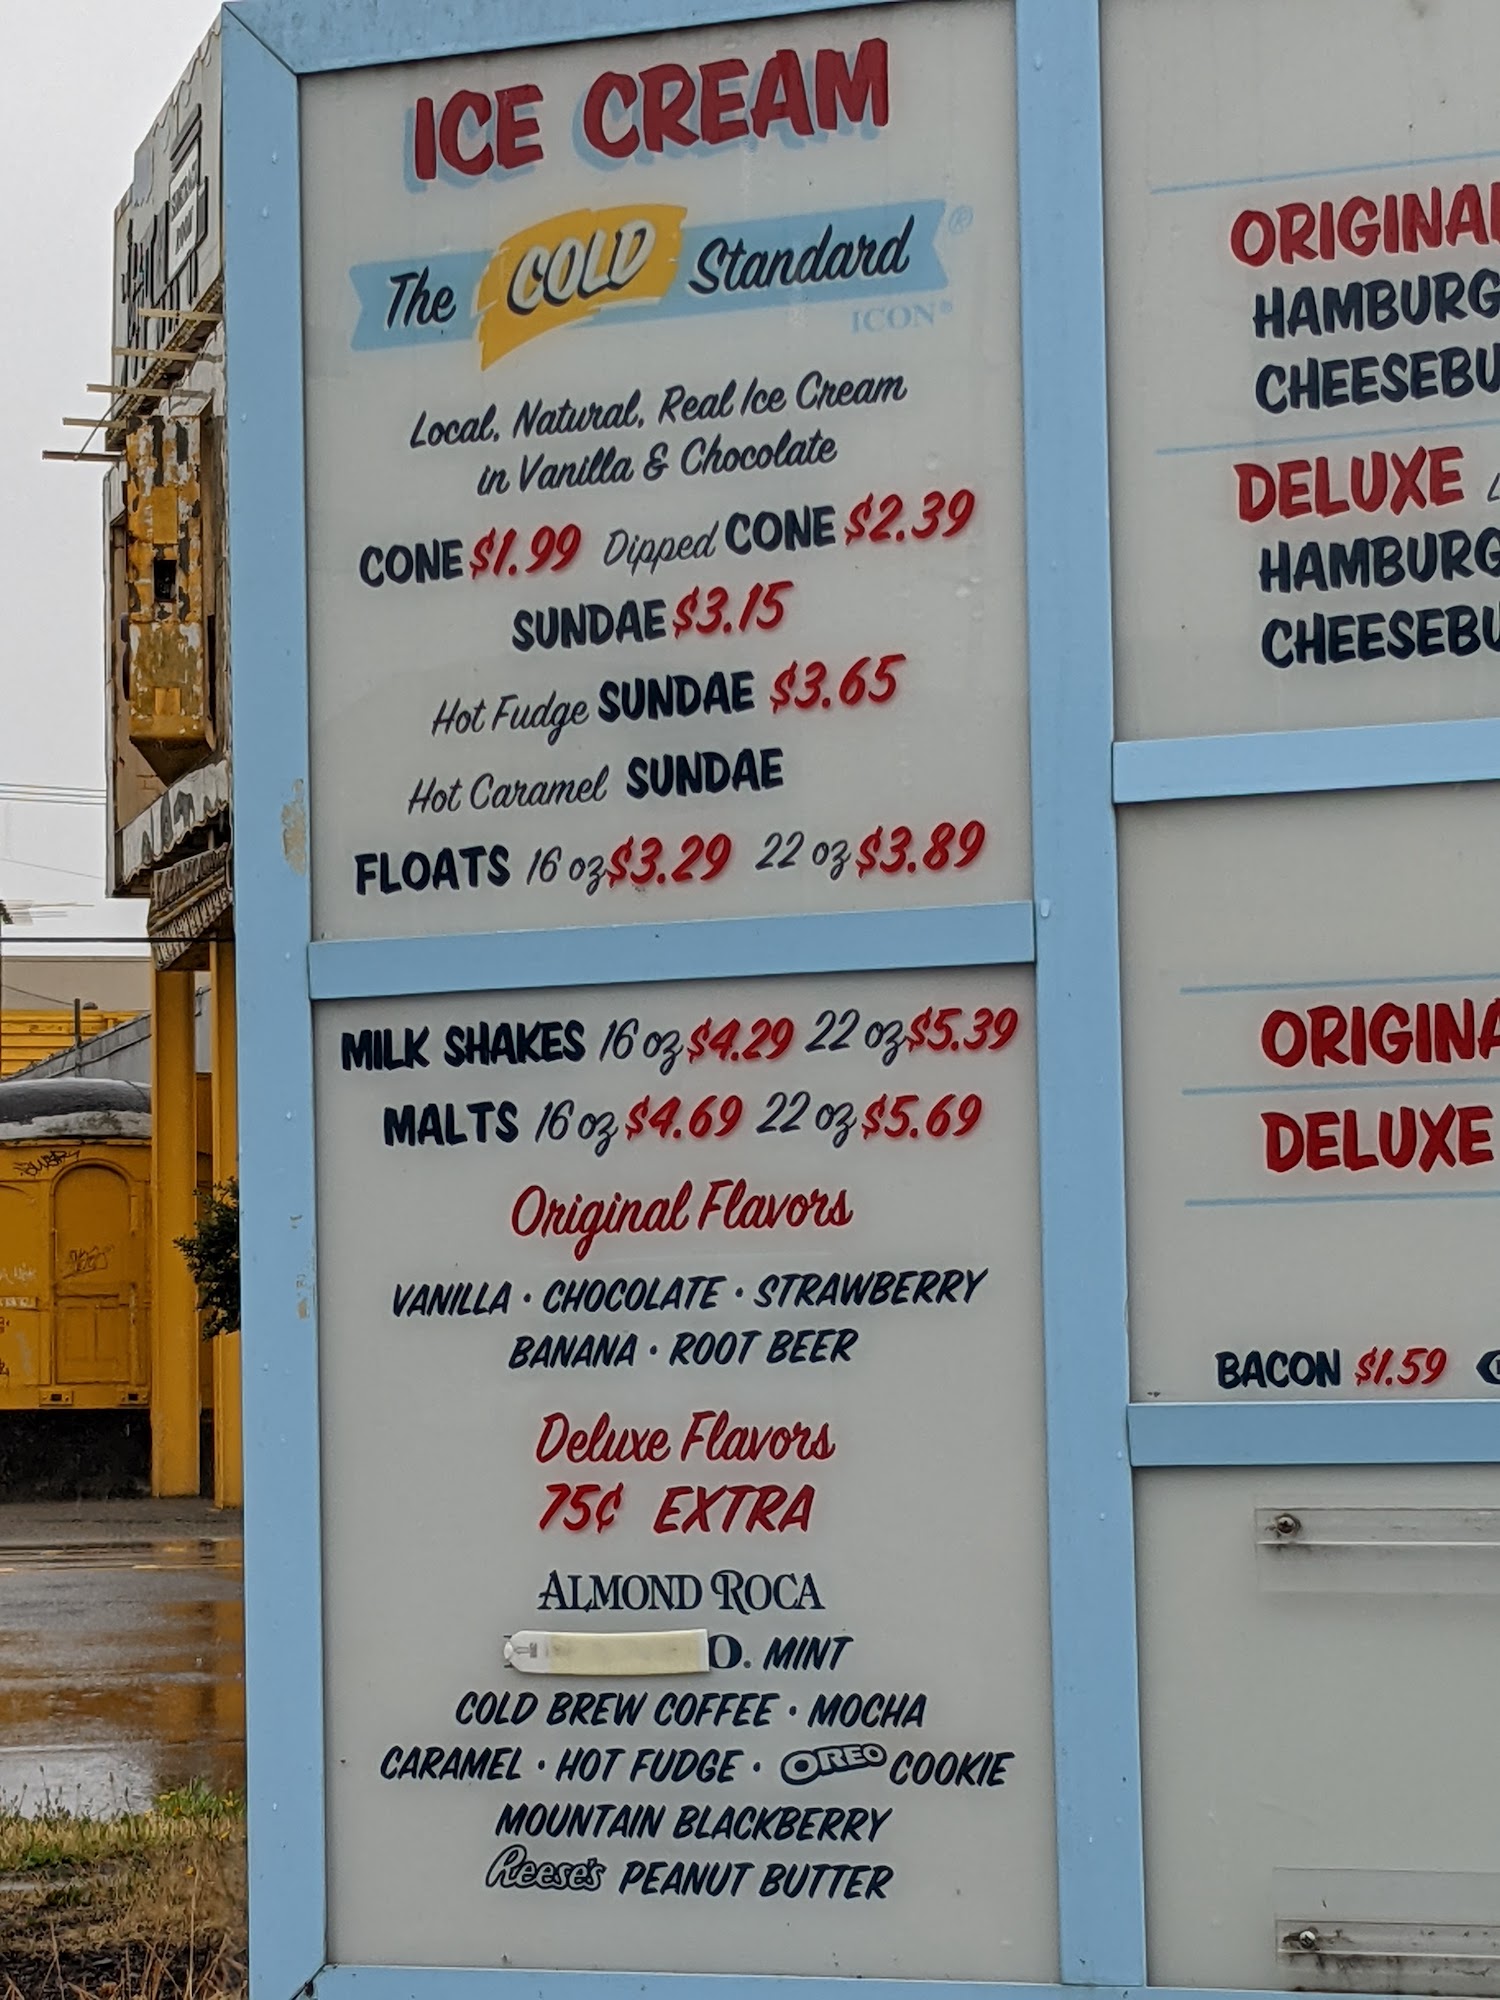 ICE CREAM
The COLD Standard ®
ICON®
Local, Natural, Real Ice Cream
in Vanilla & Chocolate
CONE $1.99 Dipped CONE $2.39
SUNDAE $3.15
Hot Fudge SUNDAE $3.65
Hot Caramel SUNDAE
FLOATS 16 oz $3.29 22 oz $3.89
MILK SHAKES 16 oz $4.29 22 oz $5.39
MALTS 16 oz $4.69 22 oz $5.69
Original Flavors
VANILLA · CHOCOLATE · STRAWBERRY
BANANA · ROOT BEER
Deluxe Flavors
75¢ EXTRA
ALMOND ROCA
O. MINT
COLD BREW COFFEE · MOCHA
CARAMEL · HOT FUDGE · OREO COOKIE
MOUNTAIN BLACKBERRY
Reese's PEANUT BUTTER
ORIGINAL
HAMBURG
CHEESEBU
DELUXE
HAMBURG
CHEESEBU
ORIGINA
DELUXE
BACON $1.59